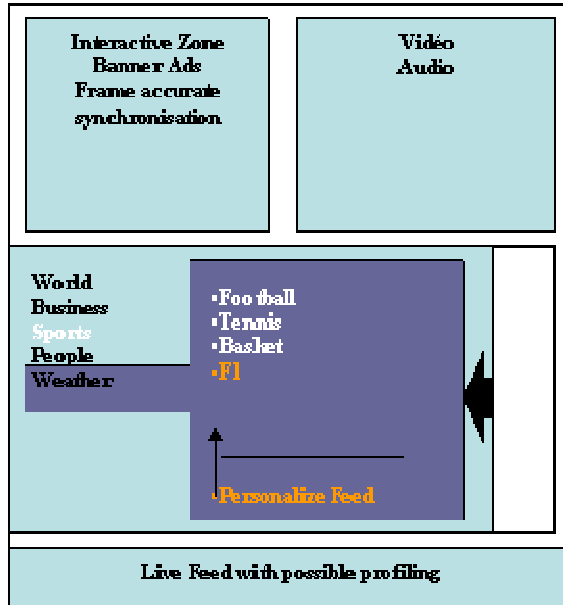 Interactive Zone
Banner Ads
Frame accurate
synchronisation
Vidéo
Audio
World
Business
Sports
People
Weather
•Football
•Tennis
•Basket
•F1
•Personalize Feed
Live Feed with possible profiling